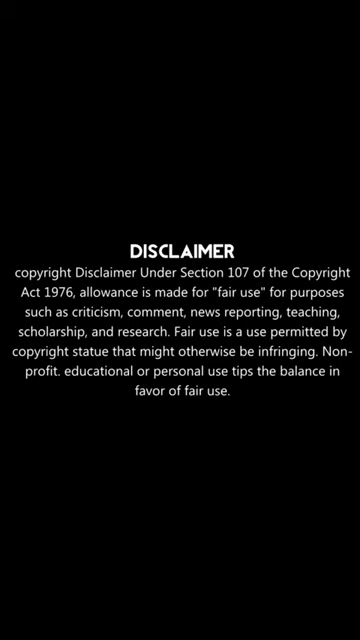 DISCLAIMER
copyright Disclaimer Under Section 107 of the Copyright
Act 1976, allowance is made for "fair use" for purposes
such as criticism, comment, news reporting, teaching,
scholarship, and research. Fair use is a use permitted by
copyright statue that might otherwise be infringing. Non-
profit. educational or personal use tips the balance in
favor of fair use.